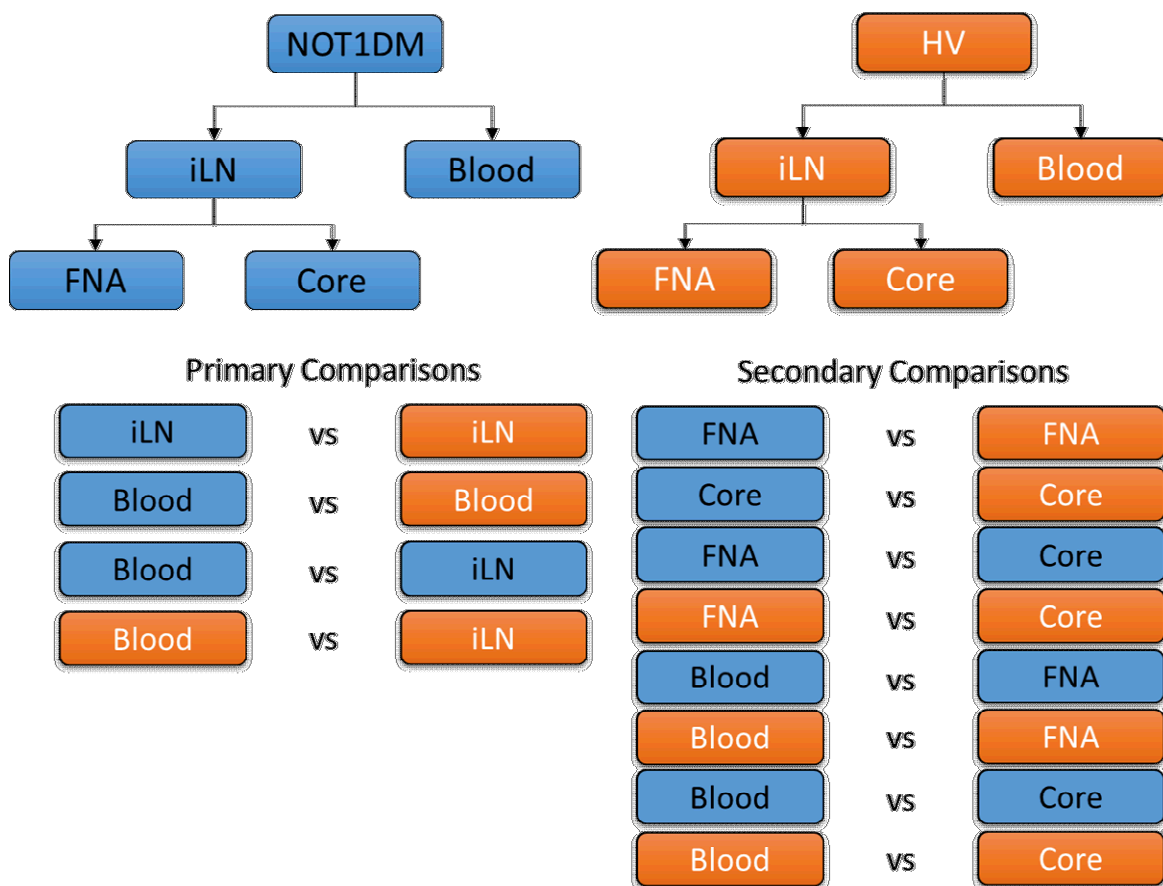 NOT1DM HV
iLN Blood iLN Blood
FNA Core FNA Core
Primary Comparisons
iLN vs iLN
Blood vs Blood
Blood vs iLN
Blood vs iLN
Secondary Comparisons
FNA vs FNA
Core vs Core
FNA vs Core
FNA vs Core
Blood vs FNA
Blood vs FNA
Blood vs Core
Blood vs Core